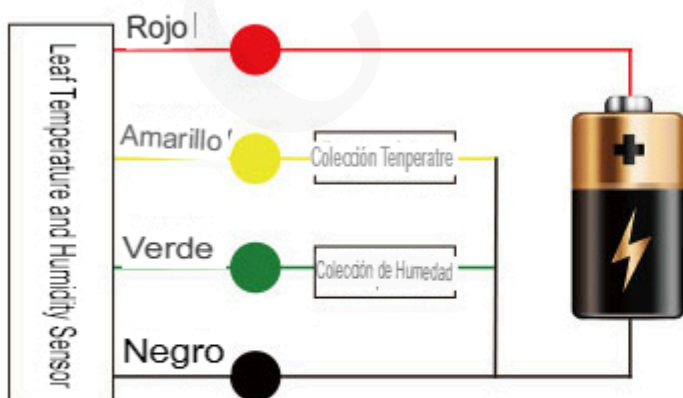 Rojo
Leaf Temperature and Humidity Sensor
Amarillo
Colección Tenperatre
Verde
Colección de Humedad
Negro